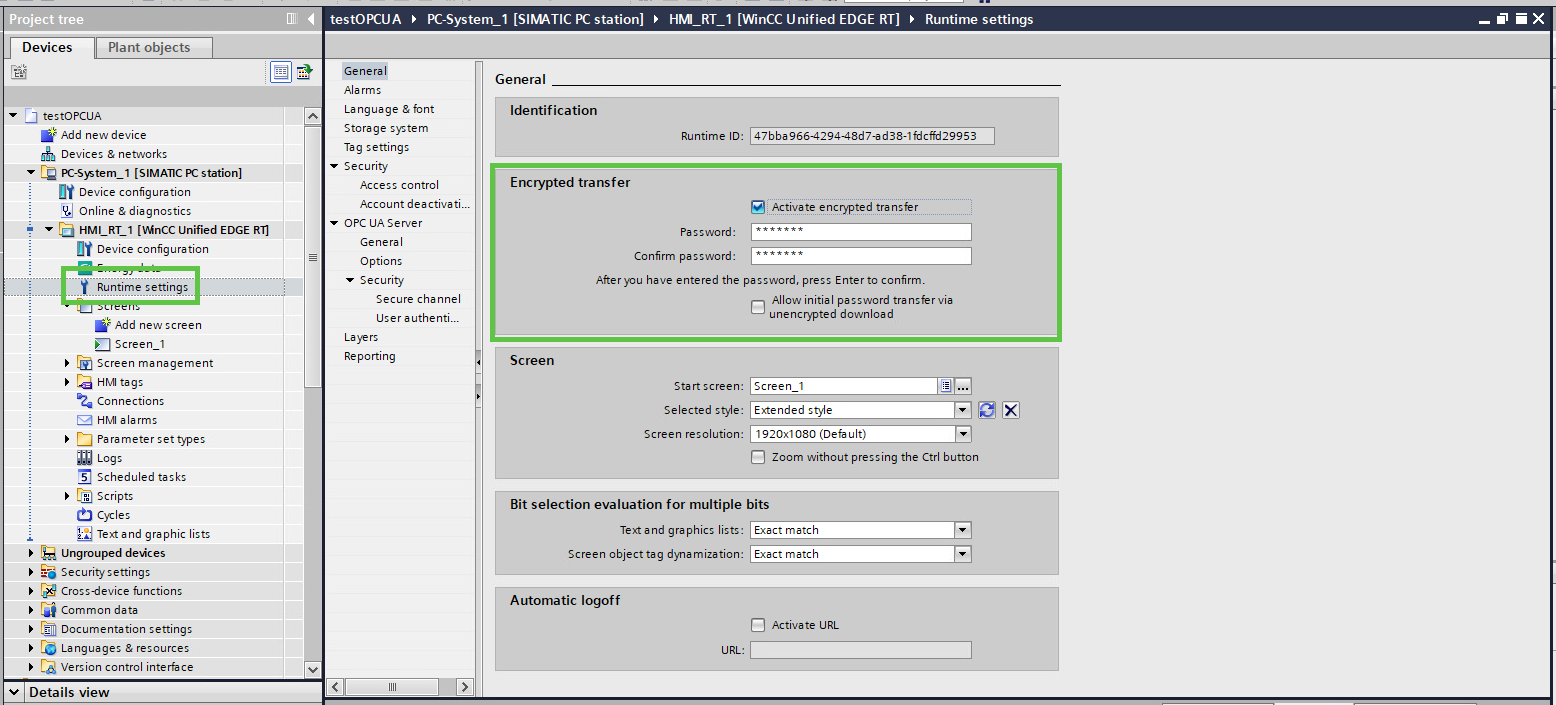 Project tree
testOPCUA PC-System_1 [SIMATIC PC station] HMI_RT_1 [WinCC Unified EDGE RT] Runtime settings
Devices Plant objects
testOPCUA
Add new device
Devices & networks
PC-System_1 [SIMATIC PC station]
Device configuration
Online & diagnostics
HMI_RT_1 [WinCC Unified EDGE RT]
Device configuration
Energy data
Runtime settings
Screens
Add new screen
Screen_1
Screen management
HMI tags
Connections
HMI alarms
Parameter set types
Logs
Scheduled tasks
Scripts
Cycles
Text and graphic lists
Ungrouped devices
Security settings
Cross-device functions
Common data
Documentation settings
Languages & resources
Version control interface
Details view
General
Alarms
Language & font
Storage system
Tag settings
Security
Access control
Account deactivati...
OPC UA Server
General
Options
Security
Secure channel
User authenti...
Layers
Reporting
General
Identification
Runtime ID: 47bba966-4294-48d7-ad38-1fdcffd29953
Encrypted transfer
Activate encrypted transfer
Password: *******
Confirm password: *******
After you have entered the password, press Enter to confirm.
Allow initial password transfer via
unencrypted download
Screen
Start screen: Screen_1 ...
Selected style: Extended style
Screen resolution: 1920x1080 (Default)
Zoom without pressing the Ctrl button
Bit selection evaluation for multiple bits
Text and graphics lists: Exact match
Screen object tag dynamization: Exact match
Automatic logoff
Activate URL
URL: